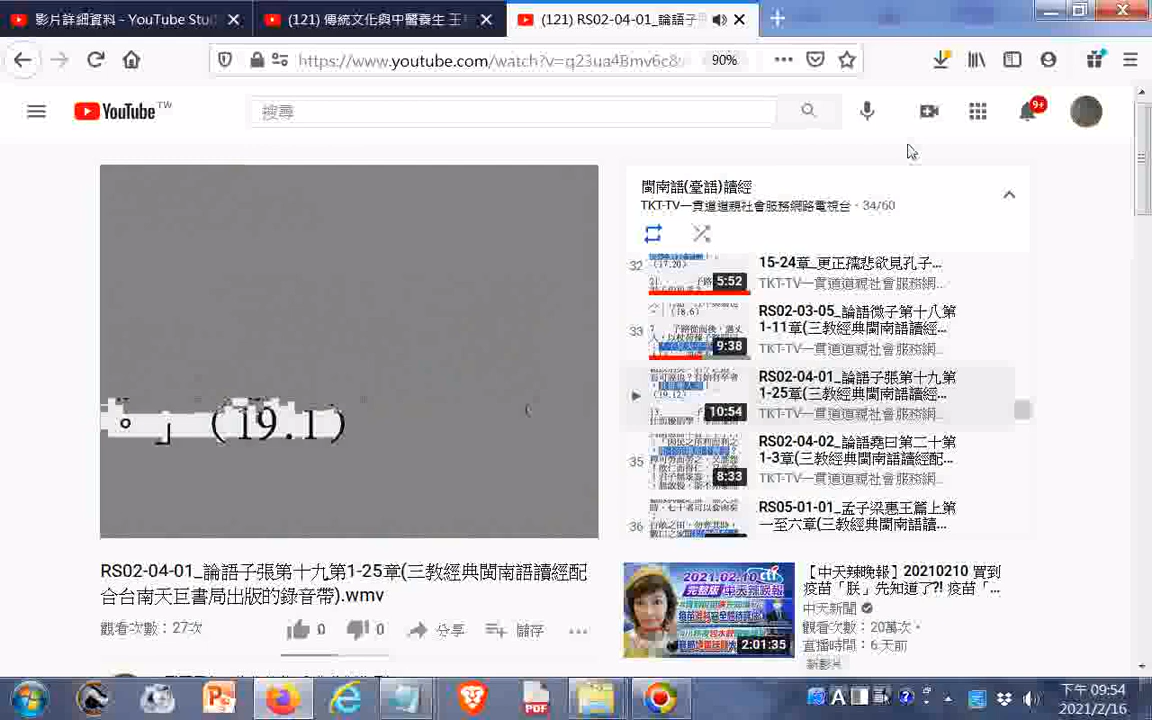 影片詳細資料 - YouTube Stu
(121) 傳統文化與中醫養生 王
(121) RS02-04-01_論語子
https://www.youtube.com/watch?v=q23ua4Bmv6c&
90%
YouTube TW
搜尋
9+
。 」 (19.1)
閩南語(臺語)讀經
TKT-TV一貫道道親社會服務網路電視台 - 34/60
32
5:52
15-24章_更正孺悲欲見孔子...
TKT-TV一貫道道親社會服務網...
33
9:38
RS02-03-05_論語微子第十八第
1-11章(三教經典閩南語讀經...
TKT-TV一貫道道親社會服務網...
10:54
RS02-04-01_論語子張第十九第
1-25章(三教經典閩南語讀經...
TKT-TV一貫道道親社會服務網...
35
8:33
RS02-04-02_論語堯曰第二十第
1-3章(三教經典閩南語讀經配...
TKT-TV一貫道道親社會服務網...
36
RS05-01-01_孟子梁惠王篇上第
一至六章(三教經典閩南語讀...
RS02-04-01_論語子張第十九第1-25章(三教經典閩南語讀經配
合台南天巨書局出版的錄音帶).wmv
觀看次數：27次
0
0
分享
儲存
2021.02.10
完整版
中天辣晚報
2:01:35
【中天辣晚報】20210210 買到
疫苗「朕」先知道了?! 疫苗「...
中天新聞
觀看次數：20萬次 •
直播時間：6 天前
新影片
PDF
A
下午 09:54
2021/2/16